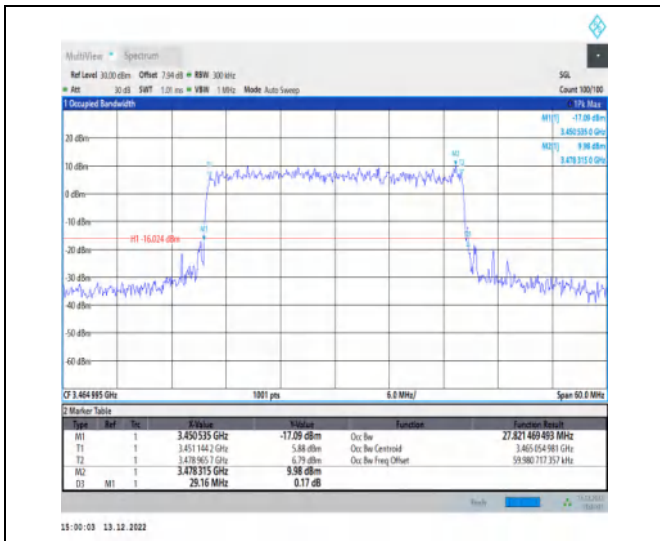 MultiView Spectrum
Ref Level 30.00 dBm Offset 7.94 dB RBW 300 kHz SGL
Att 30 dB SWT 1.01 ms VBW 1 MHz Mode Auto Sweep Count 100/100
1 Occupied Bandwidth 1Pk Max
M1[1] -17.09 dBm
3.450 535 0 GHz
M2[1] 9.98 dBm
3.478 315 0 GHz
20 dBm
10 dBm
0 dBm
-10 dBm
H1 -16.024 dBm
-20 dBm
-30 dBm
-40 dBm
-50 dBm
-60 dBm
M2
T2
T1
M1
D3
CF 3.464 995 GHz 1001 pts 6.0 MHz/ Span 60.0 MHz
2 Marker Table
Type Ref Trc X-Value Y-Value Function Function Result
M1 1 3.450 535 GHz -17.09 dBm Occ Bw 27.821 469 493 MHz
T1 1 3.451 144 2 GHz 5.88 dBm Occ Bw Centroid 3.465 054 981 GHz
T2 1 3.478 965 7 GHz 6.79 dBm Occ Bw Freq Offset 59.980 717 357 kHz
M2 1 3.478 315 GHz 9.98 dBm
D3 M1 1 29.16 MHz 0.17 dB
Ready
15:00:03 13.12.2022